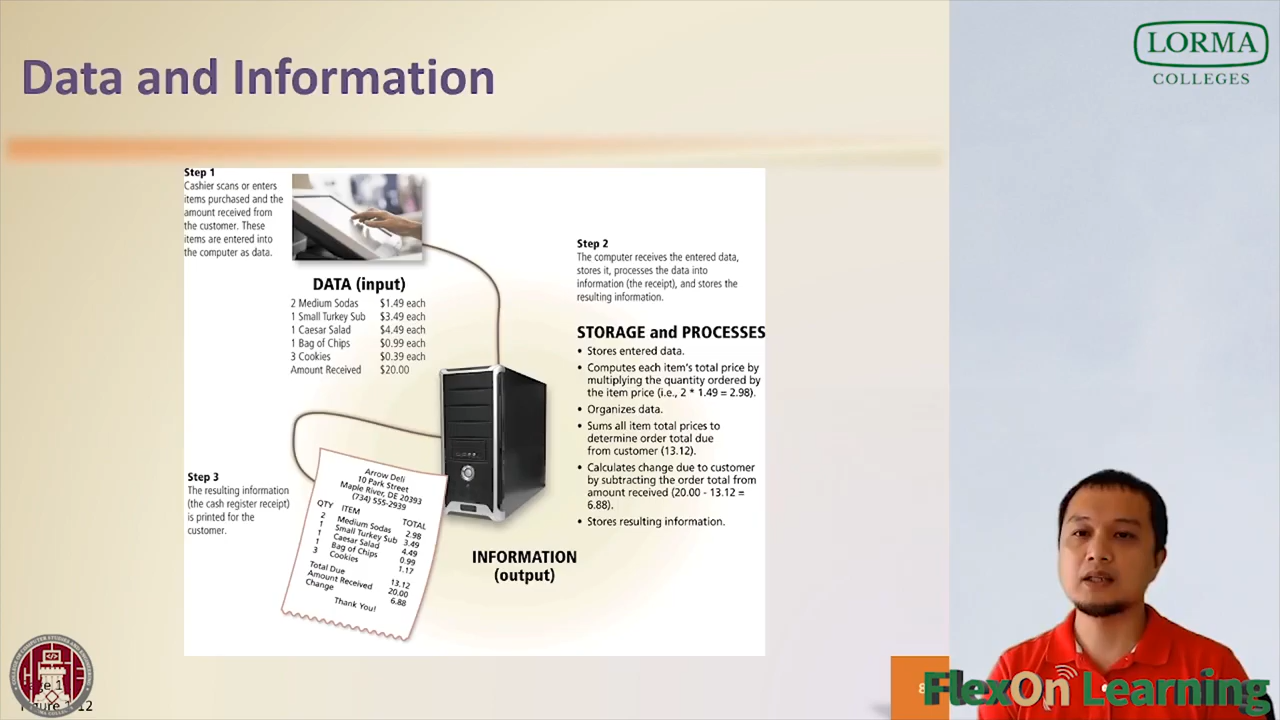 Data and Information
LORMA
COLLEGES
Step 1
Cashier scans or enters
items purchased and the
amount received from
the customer. These
items are entered into
the computer as data.
DATA (input)
2 Medium Sodas $1.49 each
1 Small Turkey Sub $3.49 each
1 Caesar Salad $4.49 each
1 Bag of Chips $0.99 each
3 Cookies $0.39 each
Amount Received $20.00
Step 2
The computer receives the entered data,
stores it, processes the data into
information (the receipt), and stores the
resulting information.
STORAGE and PROCESSES
• Stores entered data.
• Computes each item's total price by
multiplying the quantity ordered by
the item price (i.e., 2 * 1.49 = 2.98).
• Organizes data.
• Sums all item total prices to
determine order total due
from customer (13.12).
• Calculates change due to customer
by subtracting the order total from
amount received (20.00 - 13.12 =
6.88).
• Stores resulting information.
Step 3
The resulting information
(the cash register receipt)
is printed for the
customer.
Arrow Deli
10 Park Street
Maple River, DE 20393
(734) 555-2939
QTY ITEM TOTAL
2 Medium Sodas 2.98
1 Small Turkey Sub 3.49
1 Caesar Salad 4.49
1 Bag of Chips 0.99
3 Cookies 1.17
Total Due 13.12
Amount Received 20.00
Change 6.88
Thank You!
INFORMATION
(output)
8
FlexOn Learning